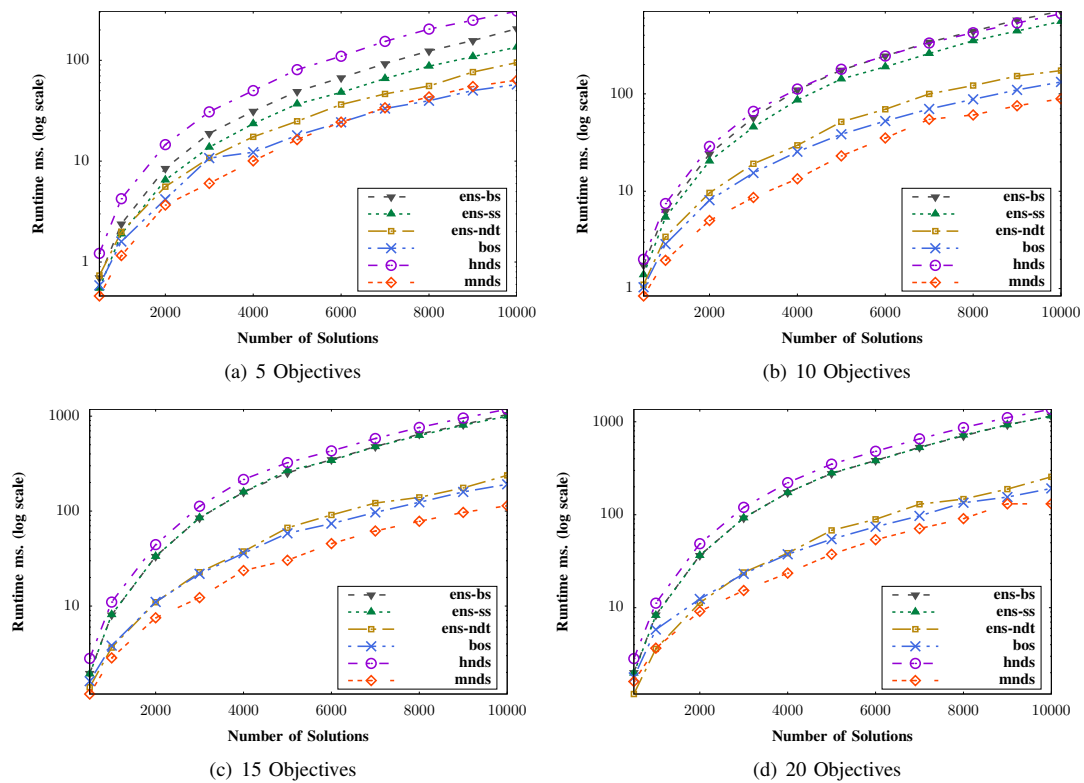 100
10
1
Runtime ms. (log scale)
ens-bs
ens-ss
ens-ndt
bos
hnds
mnds
2000 4000 6000 8000 10000
Number of Solutions
(a) 5 Objectives
1000
100
10
1
Runtime ms. (log scale)
ens-bs
ens-ss
ens-ndt
bos
hnds
mnds
2000 4000 6000 8000 10000
Number of Solutions
(b) 10 Objectives
1000
100
10
Runtime ms. (log scale)
ens-bs
ens-ss
ens-ndt
bos
hnds
mnds
2000 4000 6000 8000 10000
Number of Solutions
(c) 15 Objectives
1000
100
10
Runtime ms. (log scale)
ens-bs
ens-ss
ens-ndt
bos
hnds
mnds
2000 4000 6000 8000 10000
Number of Solutions
(d) 20 Objectives